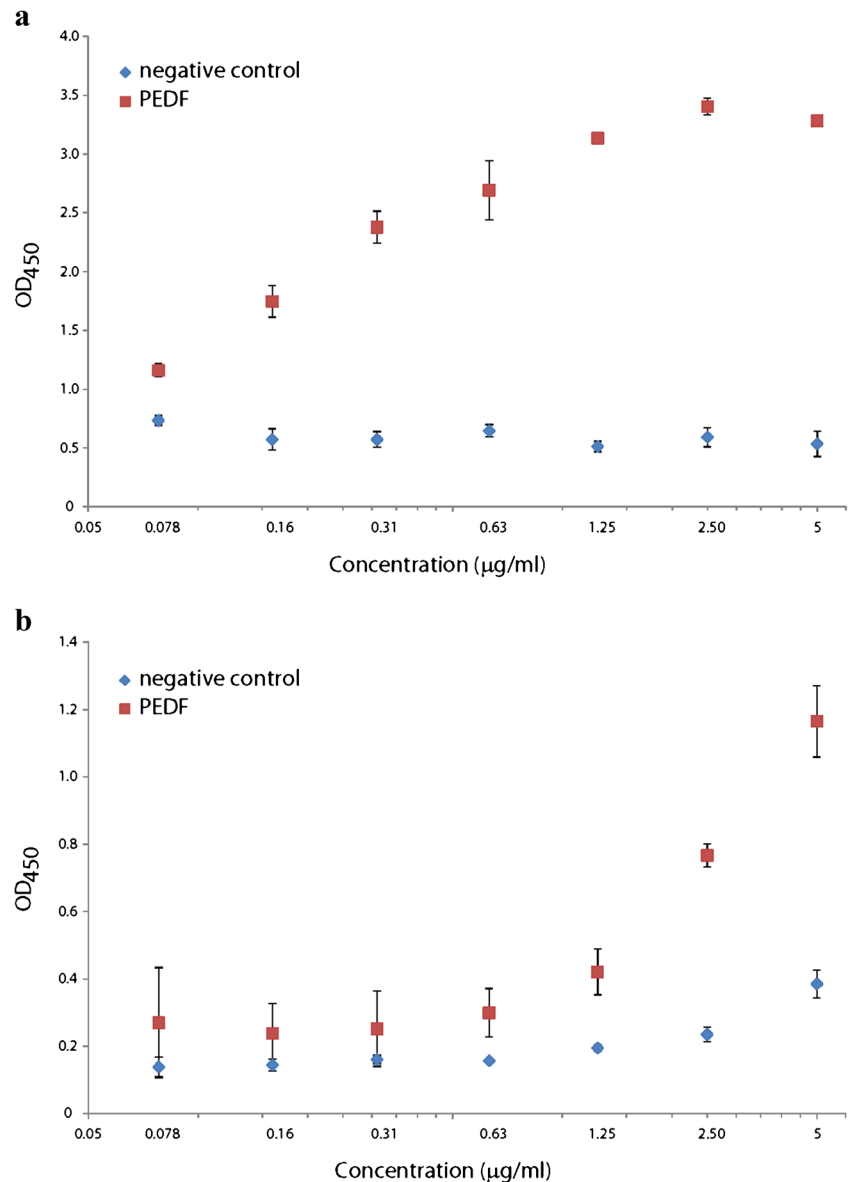 a
4.0
negative control
PEDF
3.5
3.0
2.5
2.0
1.5
1.0
0.5
0
OD450
0.05 0.078 0.16 0.31 0.63 1.25 2.50 5
Concentration (μg/ml)
b
1.4
negative control
PEDF
1.2
1.0
0.8
0.6
0.4
0.2
0
OD450
0.05 0.078 0.16 0.31 0.63 1.25 2.50 5
Concentration (μg/ml)